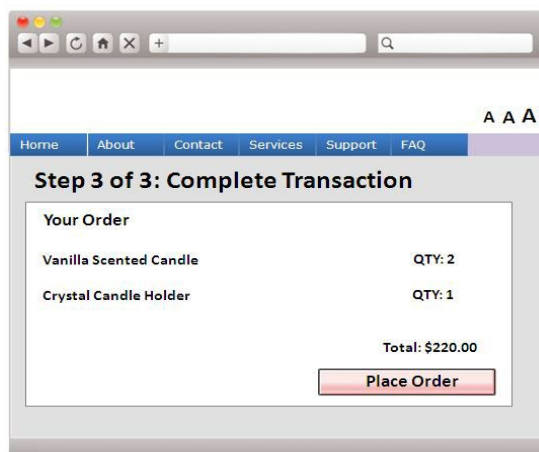 A A A
Home About Contact Services Support FAQ
Step 3 of 3: Complete Transaction
Your Order
Vanilla Scented Candle QTY: 2
Crystal Candle Holder QTY: 1
Total: $220.00
Place Order